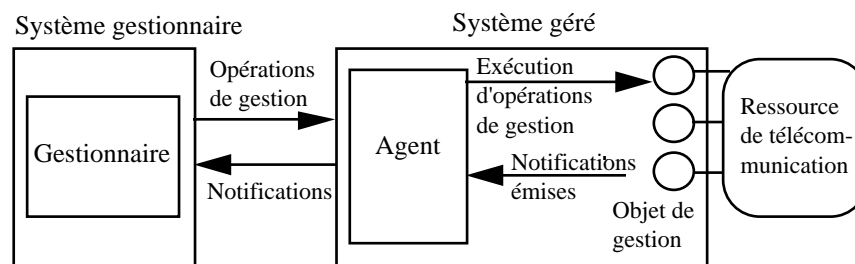 Système gestionnaire
Système géré
Opérations
de gestion
Gestionnaire
Notifications
Agent
Exécution
d'opérations
de gestion
Notifications
émises
Objet de
gestion
Ressource
de télécom-
munication